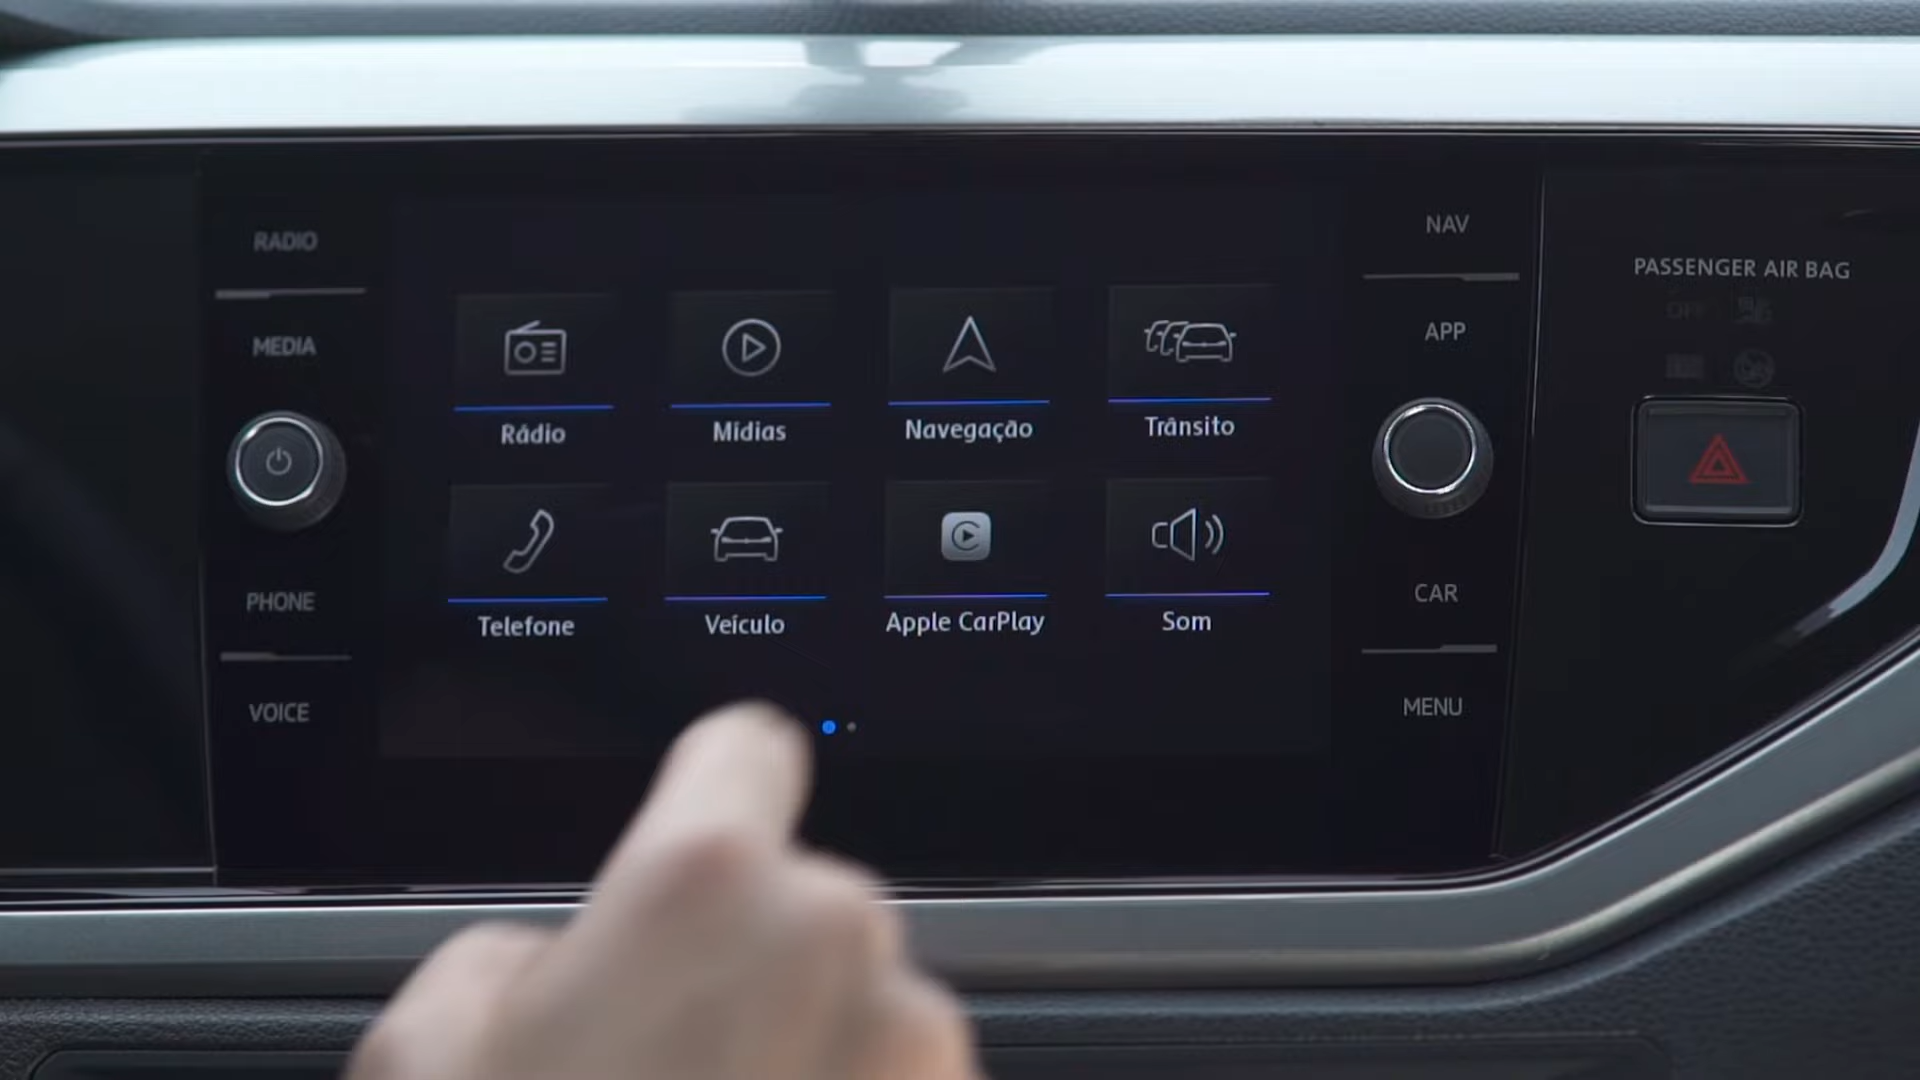 RADIO
MEDIA
PHONE
VOICE
Rádio
Mídias
Navegação
Trânsito
Telefone
Veículo
Apple CarPlay
Som
NAV
APP
CAR
MENU
PASSENGER AIR BAG
OFF